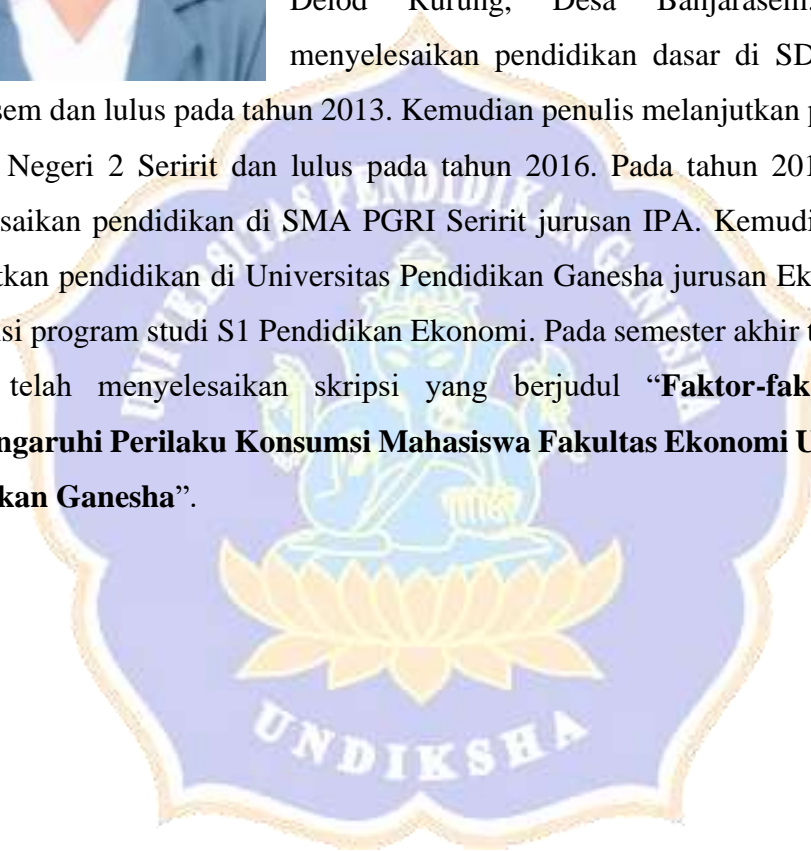 Delod Kurung, Desa Banjarasem.
menyelesaikan pendidikan dasar di SD
sem dan lulus pada tahun 2013. Kemudian penulis melanjutkan p
Negeri 2 Seririt dan lulus pada tahun 2016. Pada tahun 201
saikan pendidikan di SMA PGRI Seririt jurusan IPA. Kemudi
tkan pendidikan di Universitas Pendidikan Ganesha jurusan Ek
si program studi S1 Pendidikan Ekonomi. Pada semester akhir t
telah menyelesaikan skripsi yang berjudul “Faktor-fak
ngaruhi Perilaku Konsumsi Mahasiswa Fakultas Ekonomi U
kan Ganesha”.
UNIVERSITAS PENDIDIKAN GANESHA
UNDIKSHA